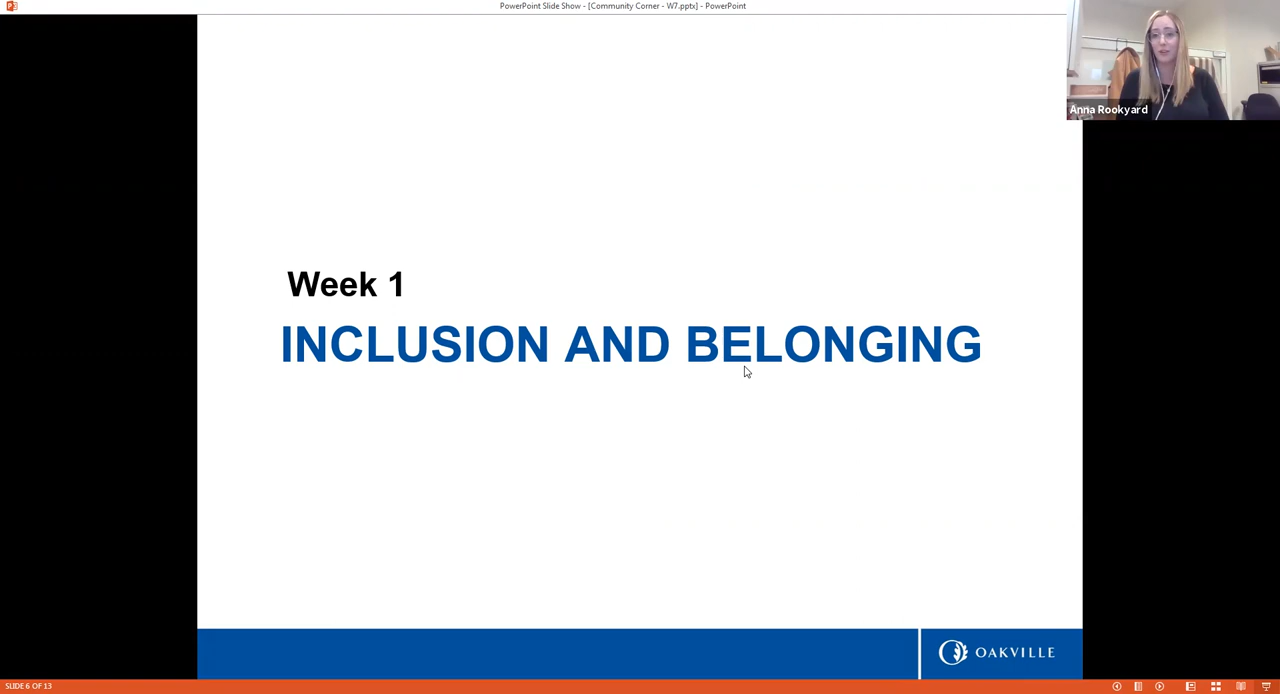 PowerPoint Slide Show - [Community Corner - W7.pptx] - PowerPoint
Anna Rookyard
Week 1
INCLUSION AND BELONGING
OAKVILLE
SLIDE 6 OF 13